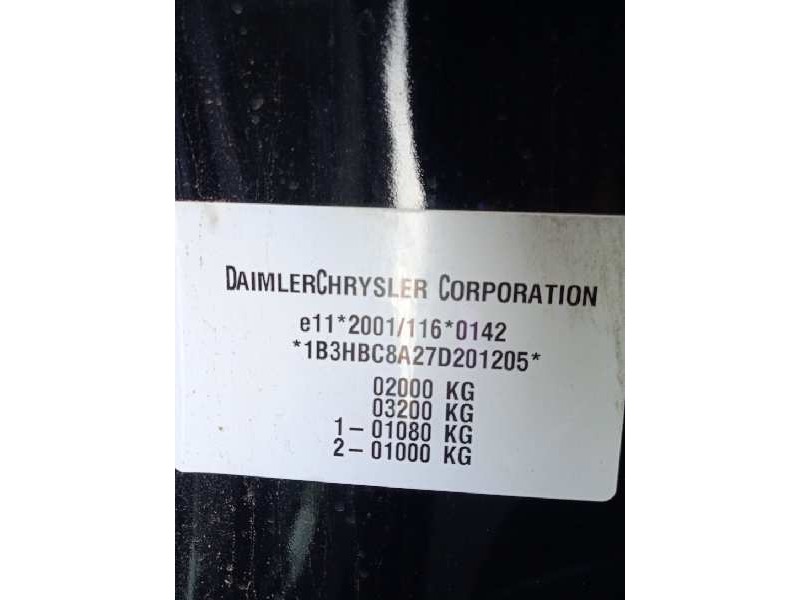 DAIMLERCHRYSLER CORPORATION
e11*2001/116*0142
*1B3HBC8A27D201205*
02000 KG
03200 KG
1-01080 KG
2-01000 KG